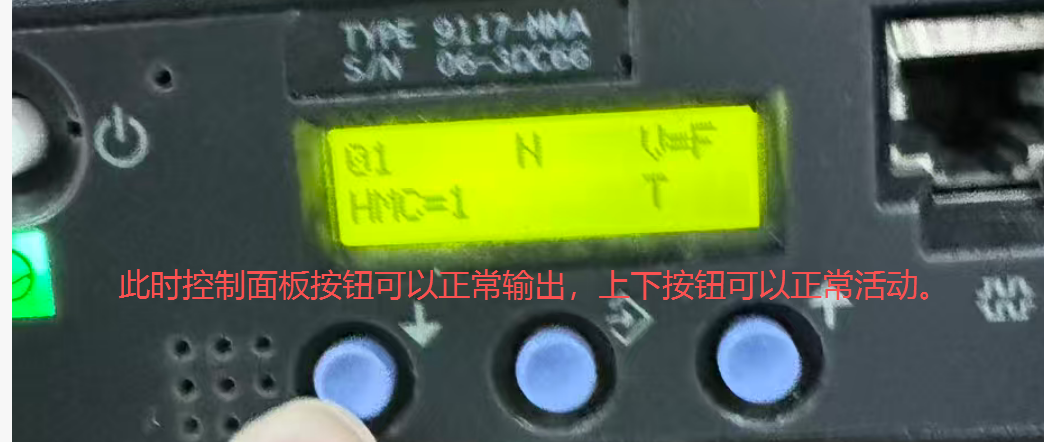 TYPE 9117-MMA
S/N 06-3DC66
01 N V=F
HMC=1 T
此时控制面板按钮可以正常输出，上下按钮可以正常活动。